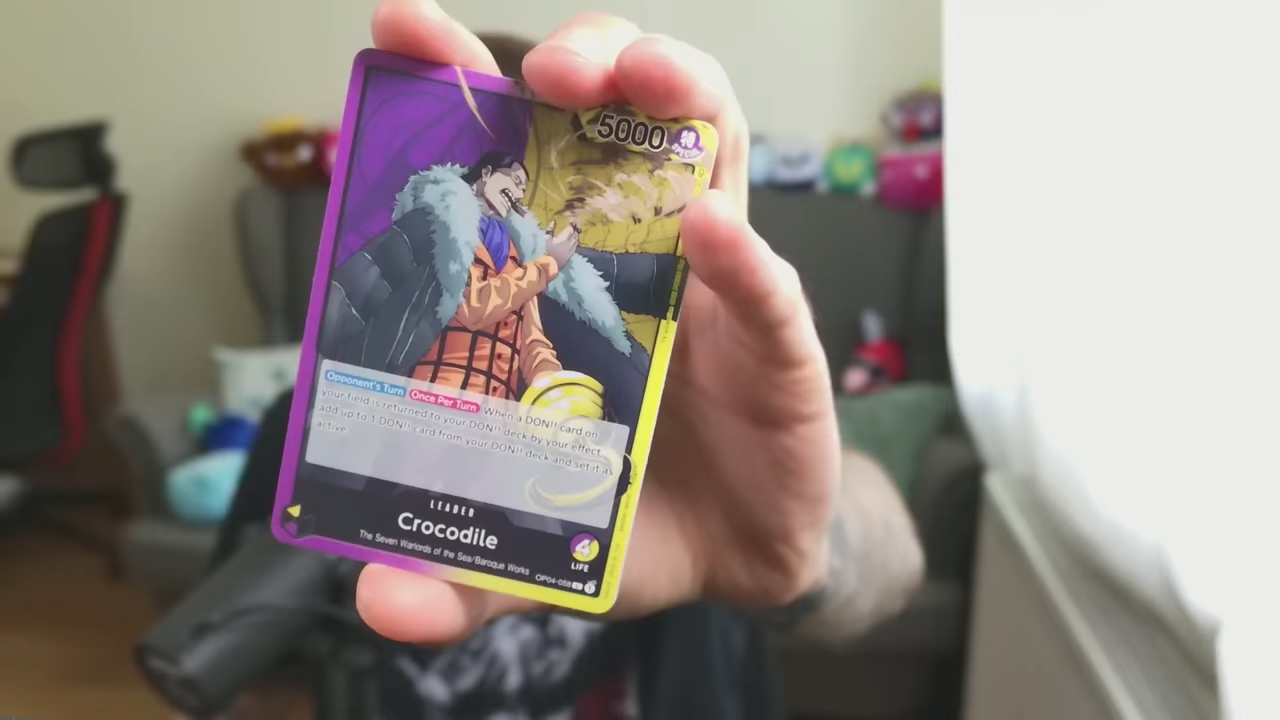 5000
特
SPECIAL
Opponent's Turn Once Per Turn When a DON!! card on
your field is returned to your DON!! deck by your effect,
add up to 1 DON!! card from your DON!! deck and set it as
active.
LEADER
Crocodile
The Seven Warlords of the Sea/Baroque Works
4
LIFE
OP04-058 L